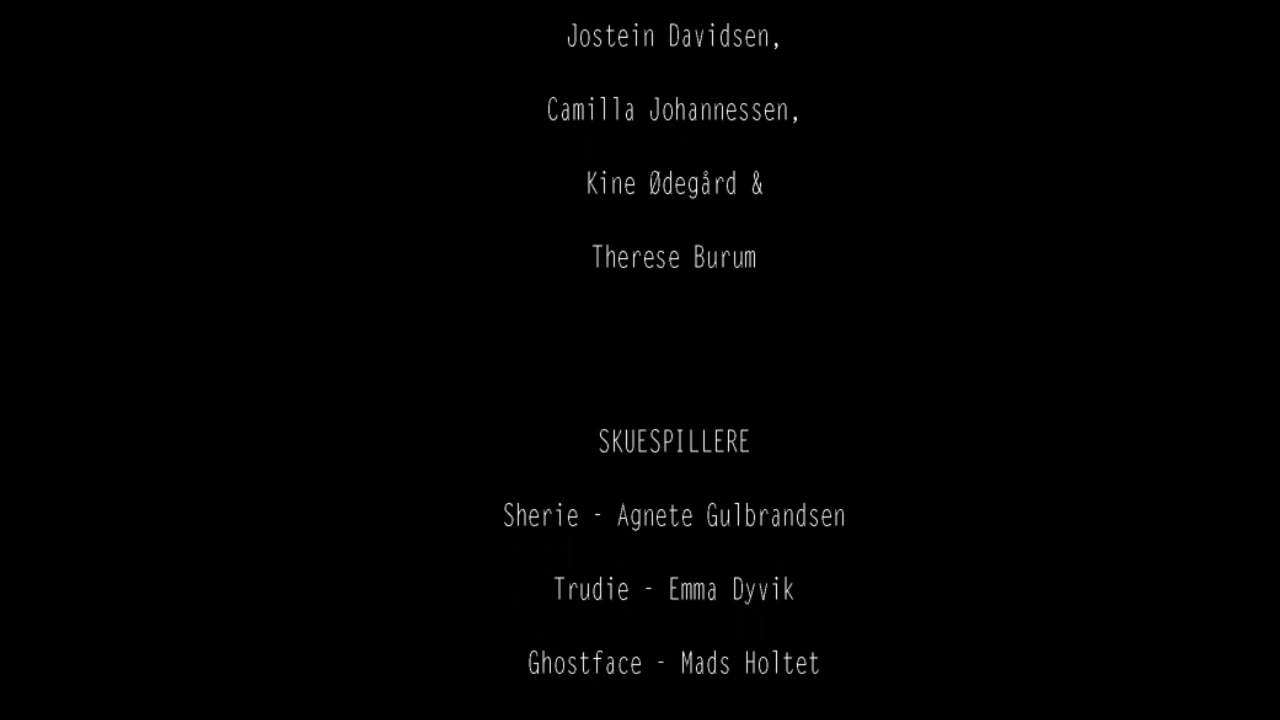 Jostein Davidsen,
Camilla Johannessen,
Kine Ødegård &
Therese Burum
SKUESPILLERE
Sherie - Agnete Gulbrandsen
Trudie - Emma Dyvik
Ghostface - Mads Holtet